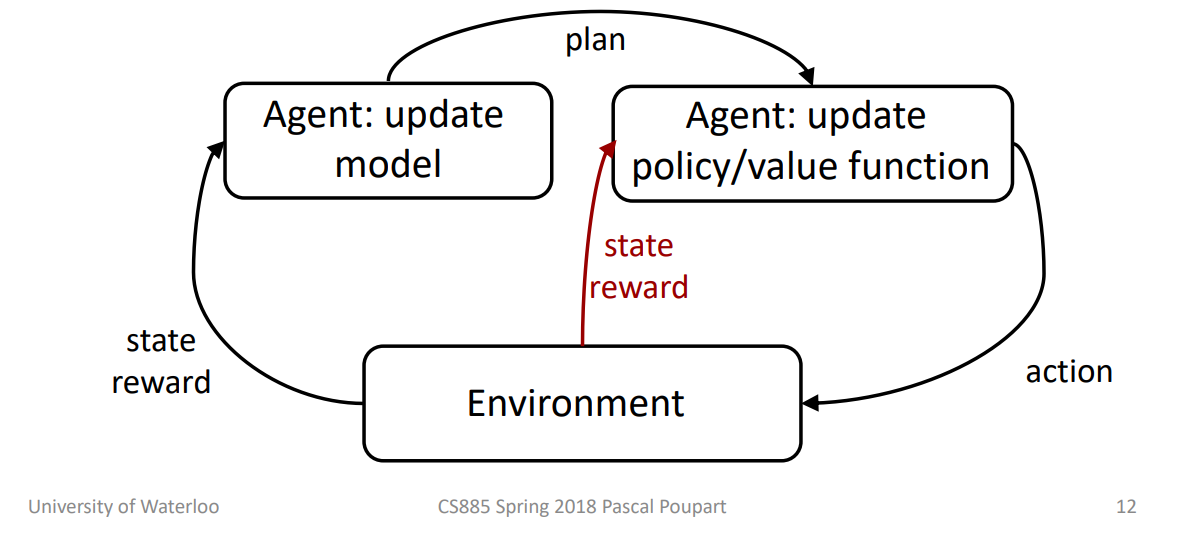 plan
Agent: update
model
Agent: update
policy/value function
state
reward
state
reward
action
Environment
University of Waterloo
CS885 Spring 2018 Pascal Poupart
12